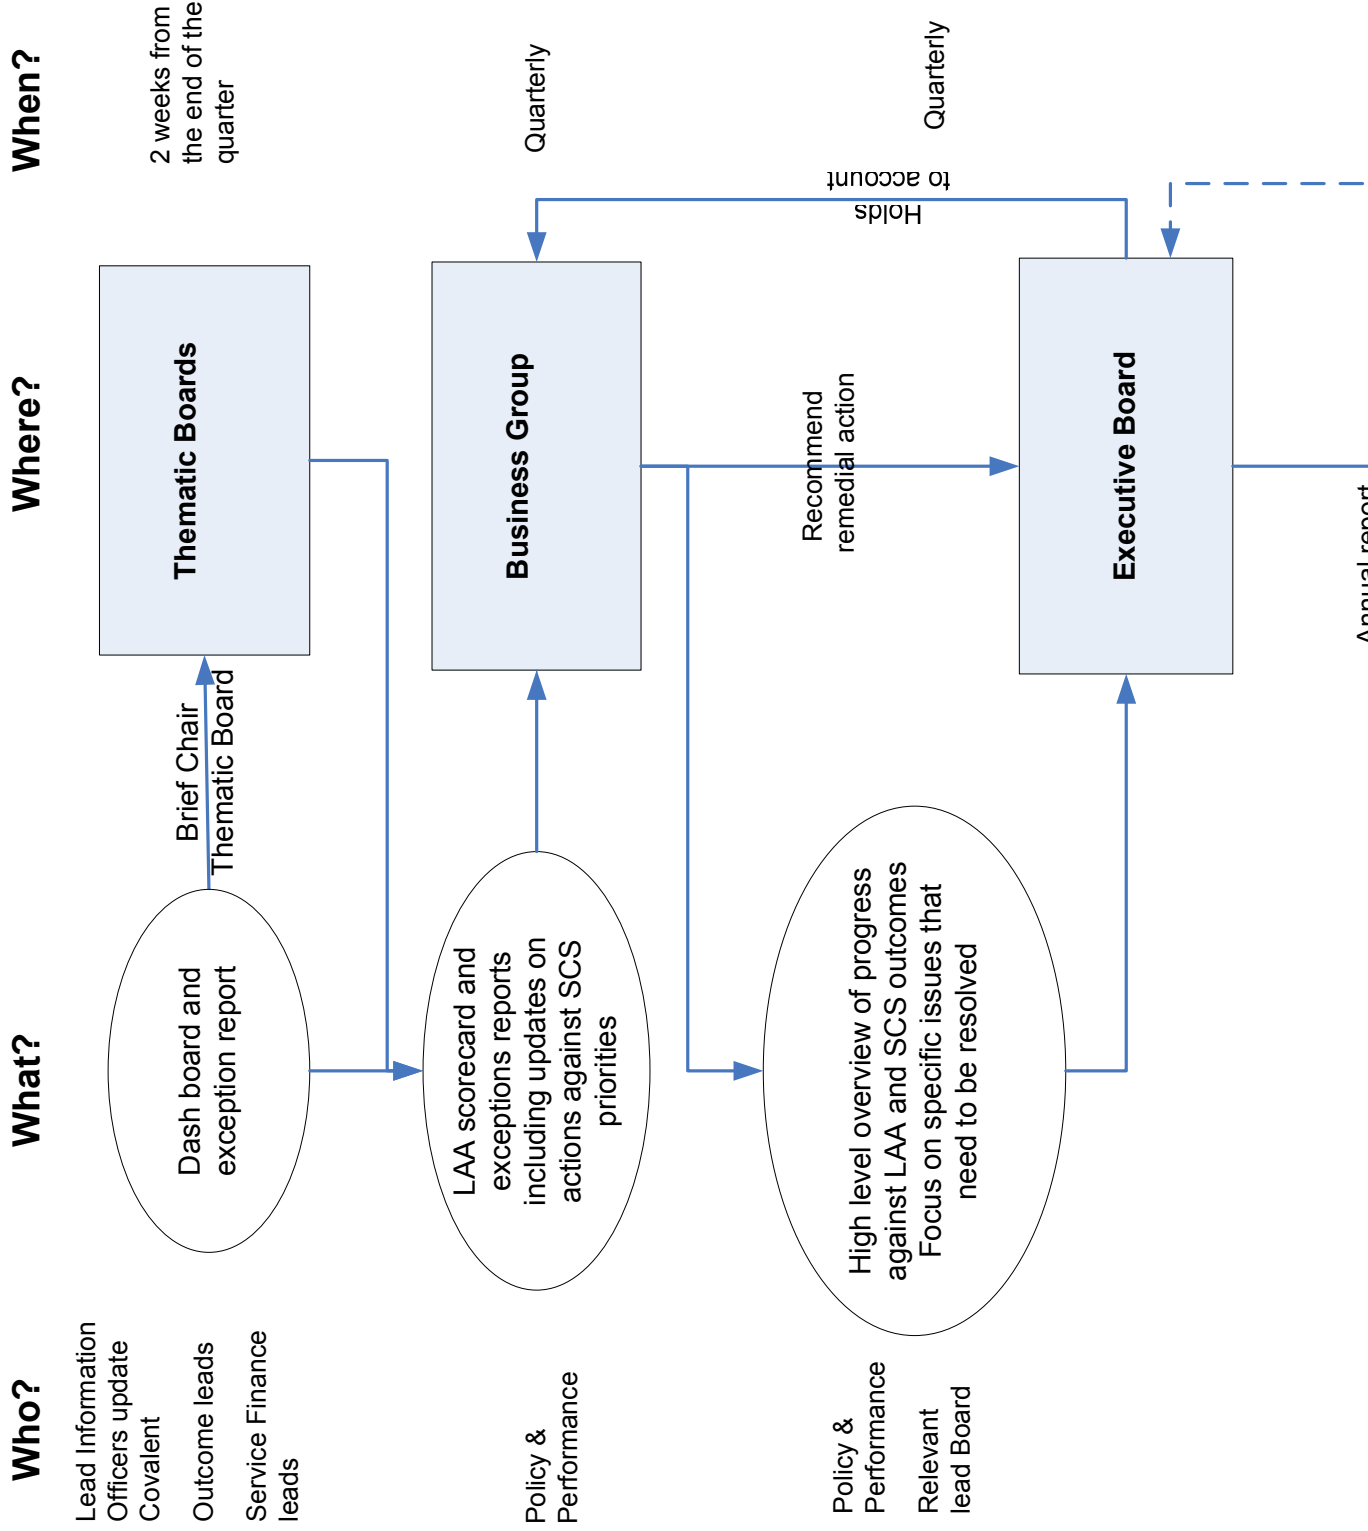 Who?
What?
Where?
When?
Lead Information
Officers update
Covalent
Outcome leads
Service Finance
leads
Dash board and
exception report
Brief Chair
Thematic Board
Thematic Boards
2 weeks from
the end of the
quarter
Policy &
Performance
LAA scorecard and
exceptions reports
including updates on
actions against SCS
priorities
Business Group
Quarterly
Recommend
remedial action
Holds
to account
Policy &
Performance
Relevant
lead Board
High level overview of progress
against LAA and SCS outcomes
Focus on specific issues that
need to be resolved
Executive Board
Quarterly
Annual report